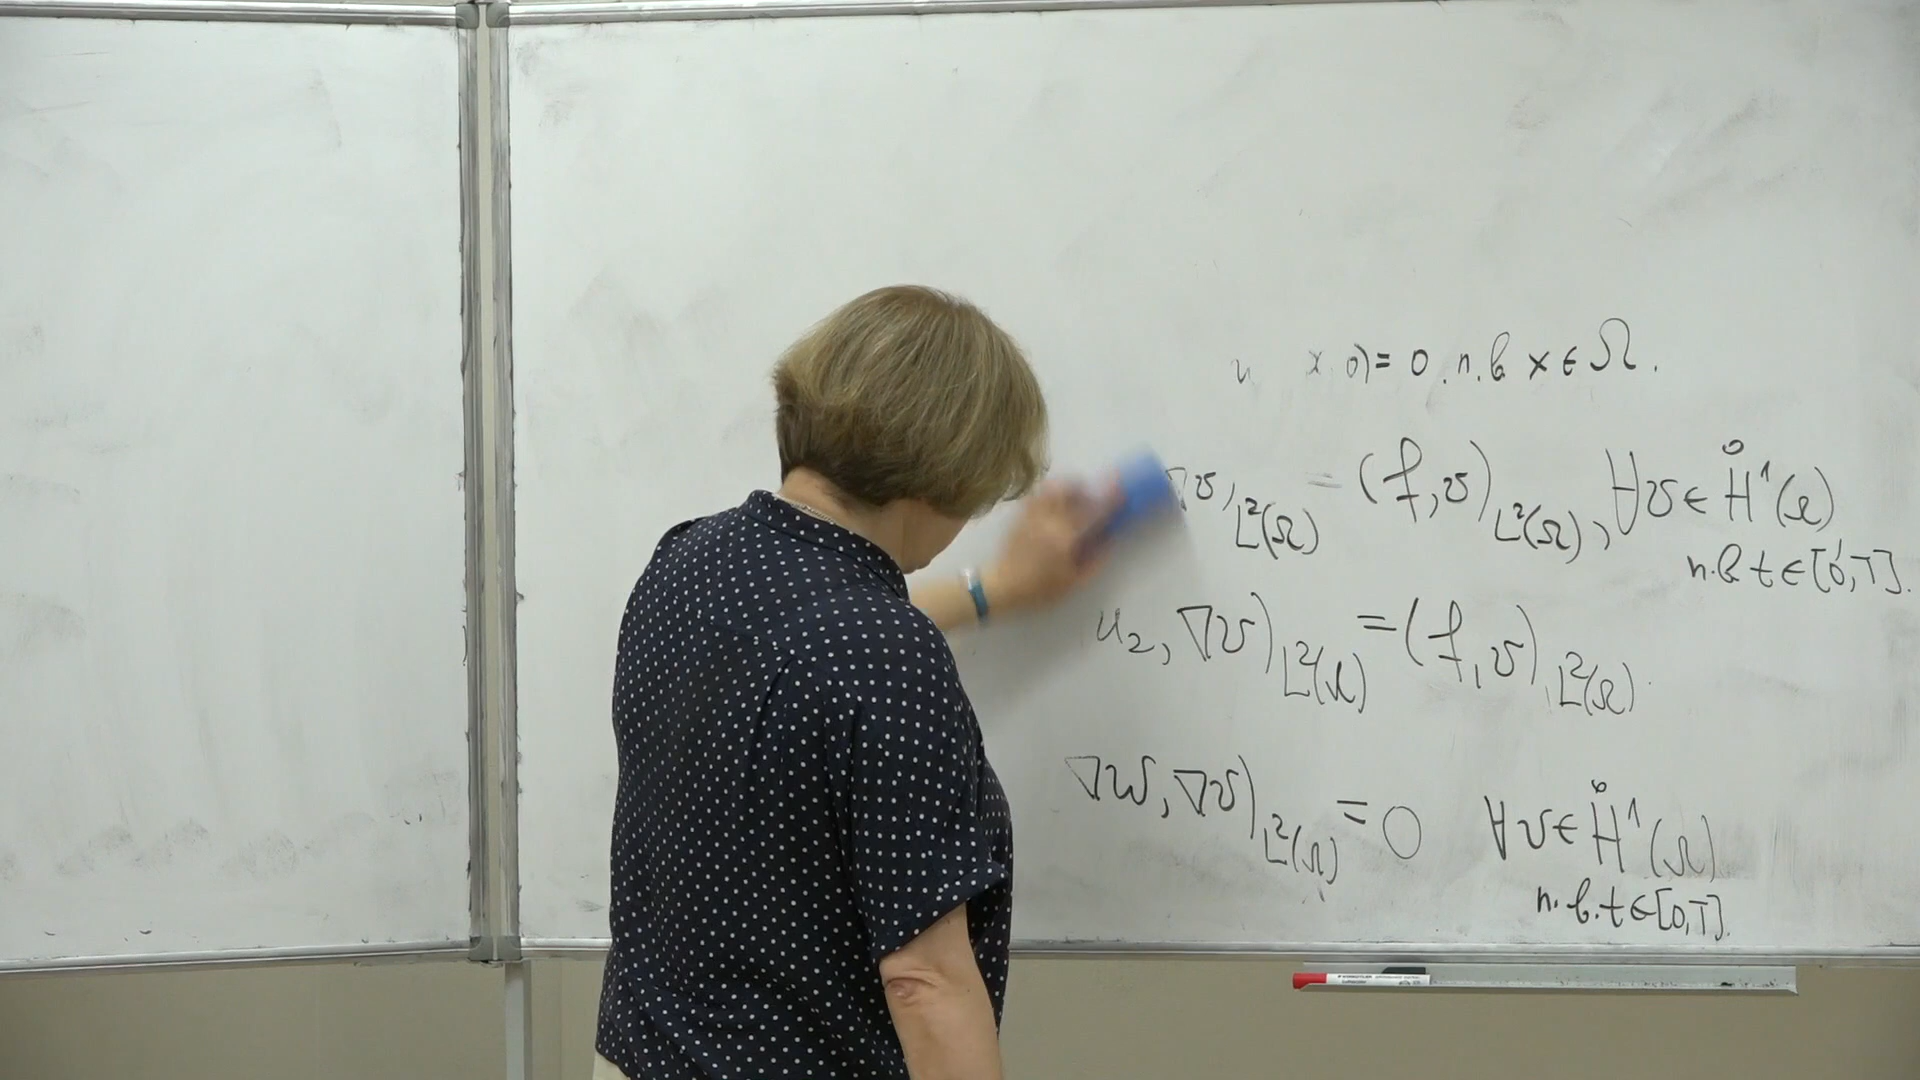 u x 0) = 0. п.в x ∈ Ω.
∇v)_{L²(Ω)} = (f, v)_{L²(Ω)}, ∀v ∈ H̊¹(Ω)
п.в t ∈ [0,T].
u₂, ∇v)_{L²(Ω)} = (f, v)_{L²(Ω)}.
∇w, ∇v)_{L²(Ω)} = 0 ∀v ∈ H̊¹(Ω)
п.в. t ∈ [0,T].